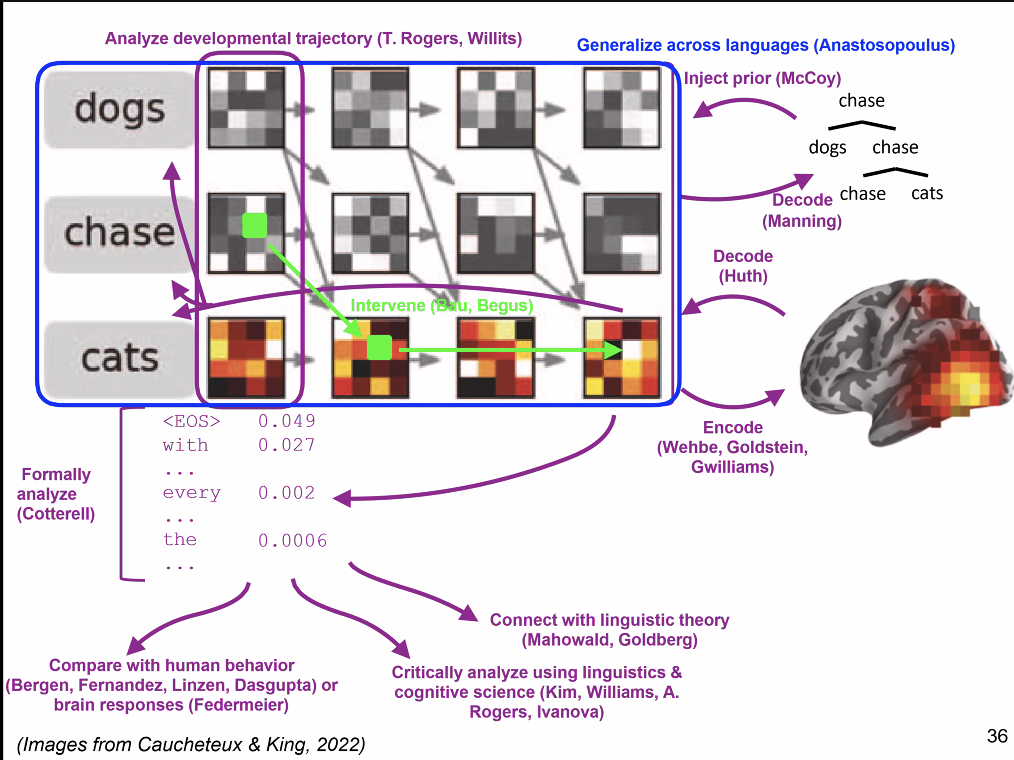 Analyze developmental trajectory (T. Rogers, Willits)
Generalize across languages (Anastosopoulus)
Inject prior (McCoy)
dogs
chase
dogs chase
chase cats
Decode
(Manning)
chase
Decode
(Huth)
Intervene (Bau, Begus)
cats
Encode
(Wehbe, Goldstein,
Gwilliams)
<EOS> 0.049
with 0.027
...
every 0.002
...
the 0.0006
...
Formally
analyze
(Cotterell)
Connect with linguistic theory
(Mahowald, Goldberg)
Compare with human behavior
(Bergen, Fernandez, Linzen, Dasgupta) or
brain responses (Federmeier)
Critically analyze using linguistics &
cognitive science (Kim, Williams, A.
Rogers, Ivanova)
(Images from Caucheteux & King, 2022)
36